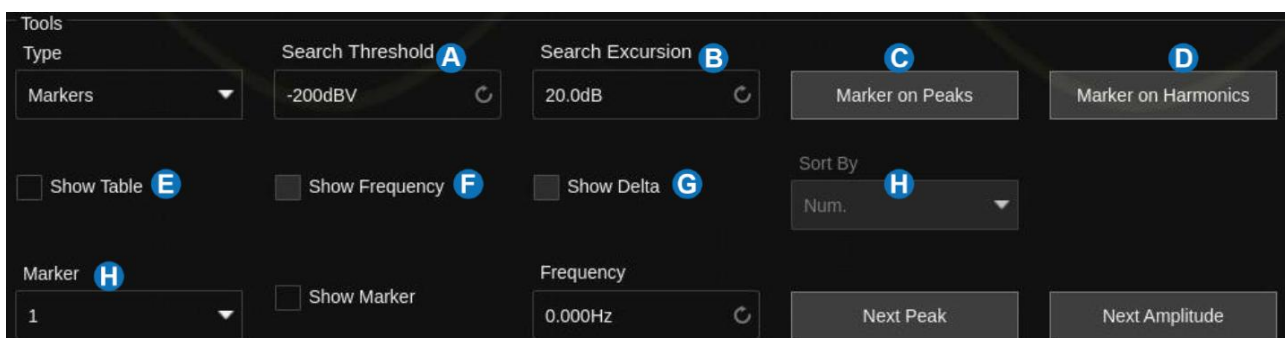 Tools
Type
Search Threshold A
Search Excursion B
C
D
Markers
-200dBV
20.0dB
Marker on Peaks
Marker on Harmonics
Show Table E
Show Frequency F
Show Delta G
Sort By
H
Num.
Marker H
Show Marker
Frequency
1
0.000Hz
Next Peak
Next Amplitude